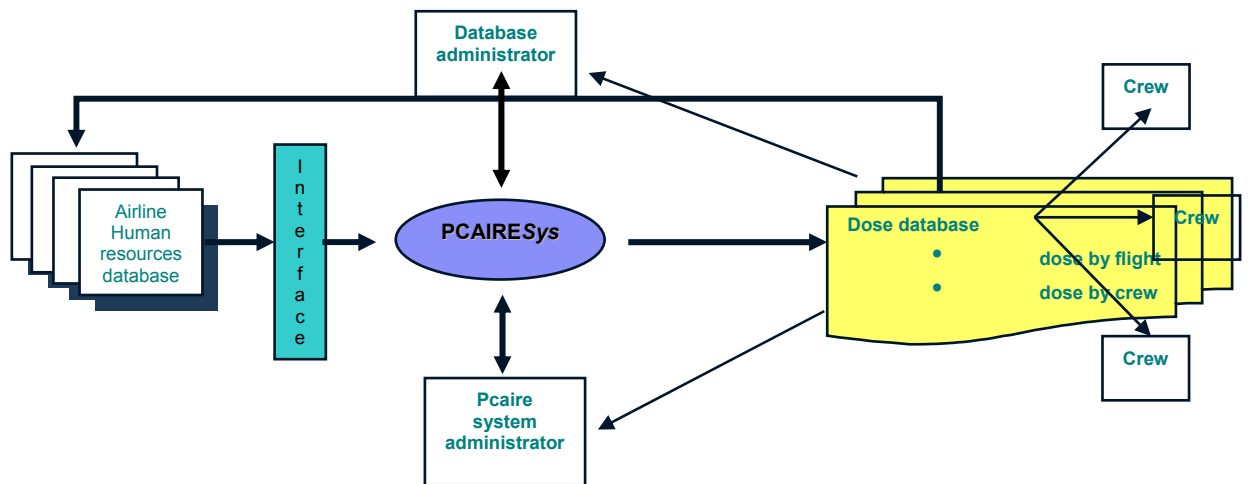 Database
administrator
Crew
I
n
t
e
r
f
a
c
e
Airline
Human
resources
database
PCAIRESys
Dose database
Crew
• dose by flight
• dose by crew
Crew
Pcaire
system
administrator